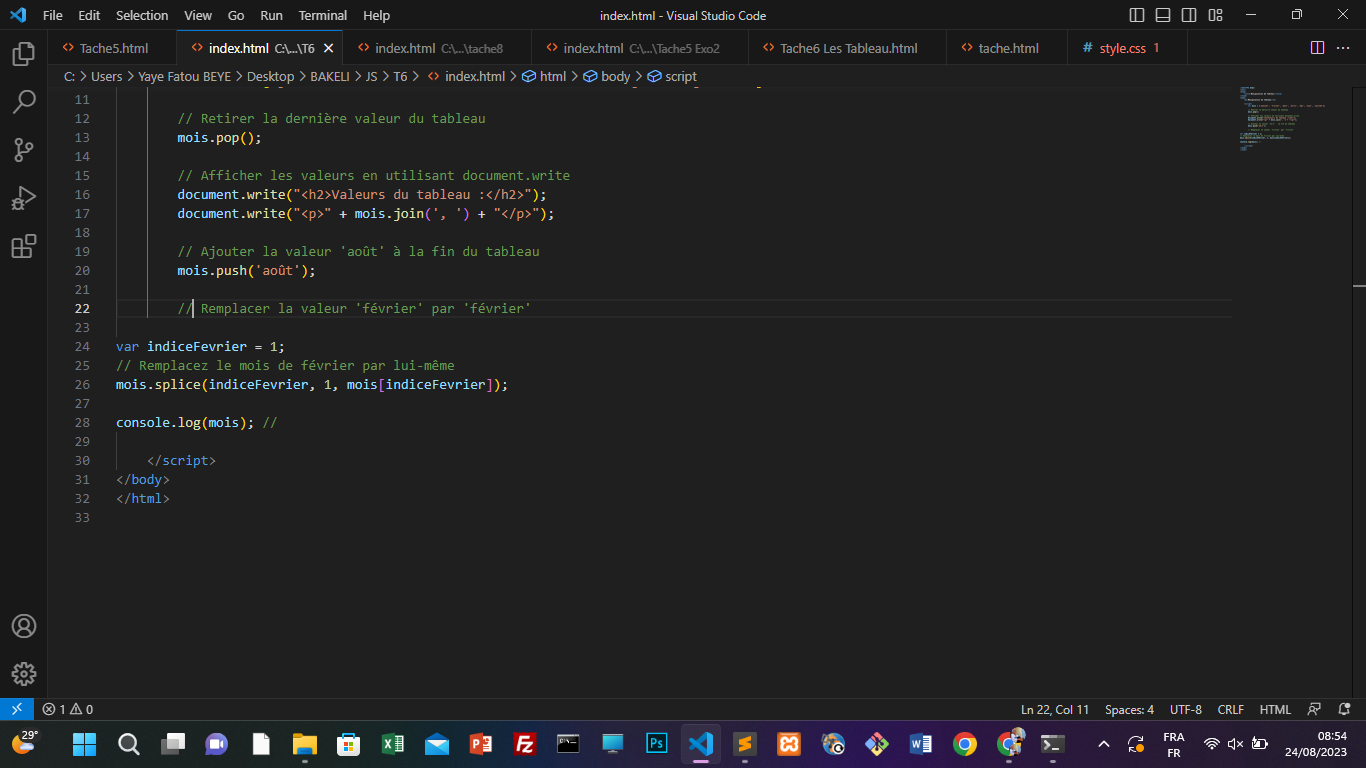 File Edit Selection View Go Run Terminal Help
index.html - Visual Studio Code
Tache5.html
index.html C:\...\T6
index.html C:\...\tache8
index.html C:\...\Tache5 Exo2
Tache6 Les Tableau.html
tache.html
style.css 1
C: > Users > Yaye Fatou BEYE > Desktop > BAKELI > JS > T6 > index.html > html > body > script
11
12 // Retirer la dernière valeur du tableau
13 mois.pop();
14
15 // Afficher les valeurs en utilisant document.write
16 document.write("<h2>Valeurs du tableau :</h2>");
17 document.write("<p>" + mois.join(', ') + "</p>");
18
19 // Ajouter la valeur 'août' à la fin du tableau
20 mois.push('août');
21
22 // Remplacer la valeur 'février' par 'février'
23
24 var indiceFevrier = 1;
25 // Remplacez le mois de février par lui-même
26 mois.splice(indiceFevrier, 1, mois[indiceFevrier]);
27
28 console.log(mois); //
29
30 </script>
31 </body>
32 </html>
33
1 0
Ln 22, Col 11 Spaces: 4 UTF-8 CRLF HTML
29°
FRA
FR
08:54
24/08/2023